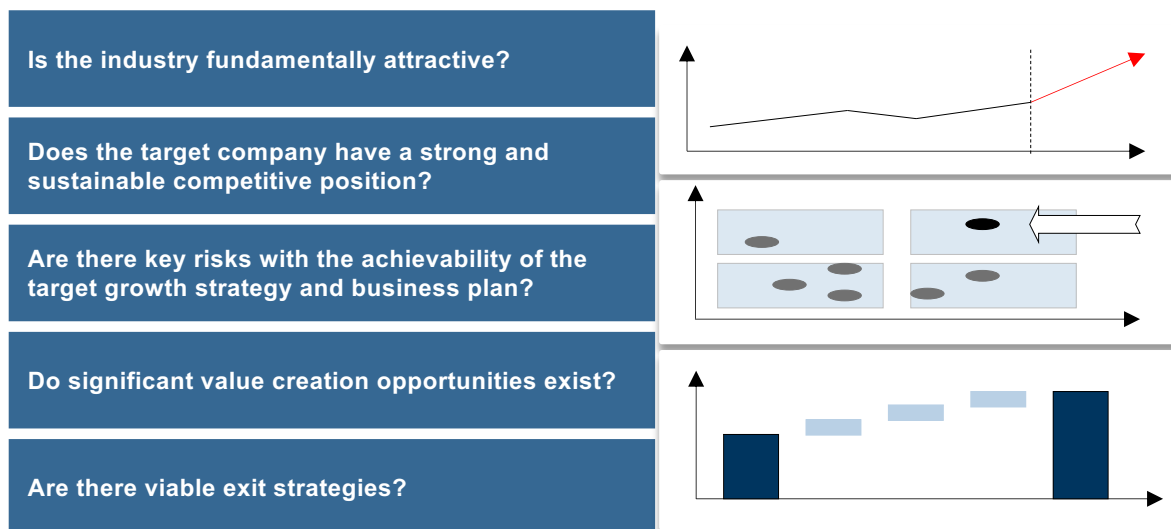 Is the industry fundamentally attractive?
Does the target company have a strong and
sustainable competitive position?
Are there key risks with the achievability of the
target growth strategy and business plan?
Do significant value creation opportunities exist?
Are there viable exit strategies?